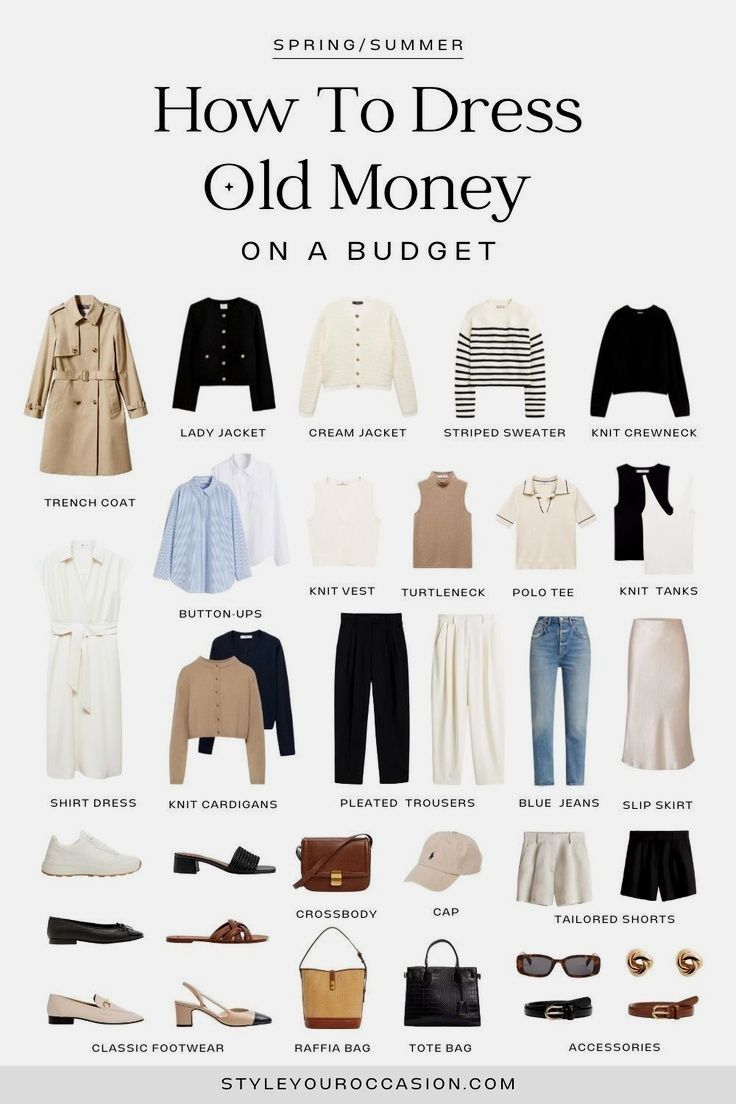 SPRING/SUMMER
How To Dress
Old Money
ON A BUDGET
LADY JACKET
CREAM JACKET
STRIPED SWEATER
KNIT CREWNECK
TRENCH COAT
KNIT VEST
TURTLENECK
POLO TEE
KNIT TANKS
BUTTON-UPS
SHIRT DRESS
KNIT CARDIGANS
PLEATED TROUSERS
BLUE JEANS
SLIP SKIRT
CROSSBODY
CAP
TAILORED SHORTS
CLASSIC FOOTWEAR
RAFFIA BAG
TOTE BAG
ACCESSORIES
STYLEYOUROCCASION.COM